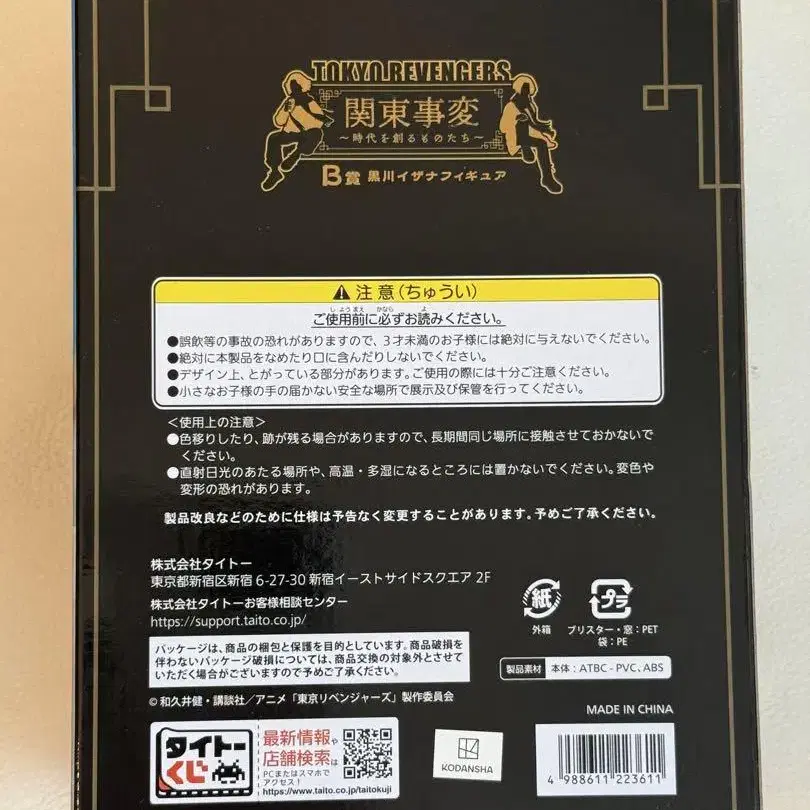 TOKYO REVENGERS
関東事変
～時代を創るものたち～
B賞 黒川イザナフィギュア
注意(ちゅうい)
しようまえ かなら よ
ご使用前に必ずお読みください。
●誤飲等の事故の恐れがありますので、3才未満のお子様には絶対に与えないでください。
●絶対に本製品をなめたり口に含んだりしないでください。
●デザイン上、とがっている部分があります。ご使用の際には十分ご注意ください。
●小さなお子様の手の届かない安全な場所で展示及び保管を行ってください。
<使用上の注意>
●色移りしたり、跡が残る場合がありますので、長期間同じ場所に接触させておかないで
ください。
●直射日光のあたる場所や、高温・多湿になるところには置かないでください。変色や
変形の恐れがあります。
製品改良などのために仕様は予告なく変更することがあります。予めご了承ください。
株式会社タイトー
東京都新宿区新宿 6-27-30 新宿イーストサイドスクエア 2F
株式会社タイトーお客様相談センター
https://support.taito.co.jp/
紙
外箱
プラ
ブリスター・窓:PET
袋:PE
パッケージは、商品の梱包と保護を目的としています。商品破損を
伴わないパッケージ破損については、商品交換の対象外とさせて
いただく場合がございますので予めご了承ください。
製品素材 本体:ATBC-PVC、ABS
© 和久井健・講談社／アニメ「東京リベンジャーズ」製作委員会
MADE IN CHINA
タイトー
くじ
最新情報や
店舗検索は
PCまたはスマホで
アクセス!
https://www.taito.co.jp/taitokuji
KODANSHA
4 988611 223611